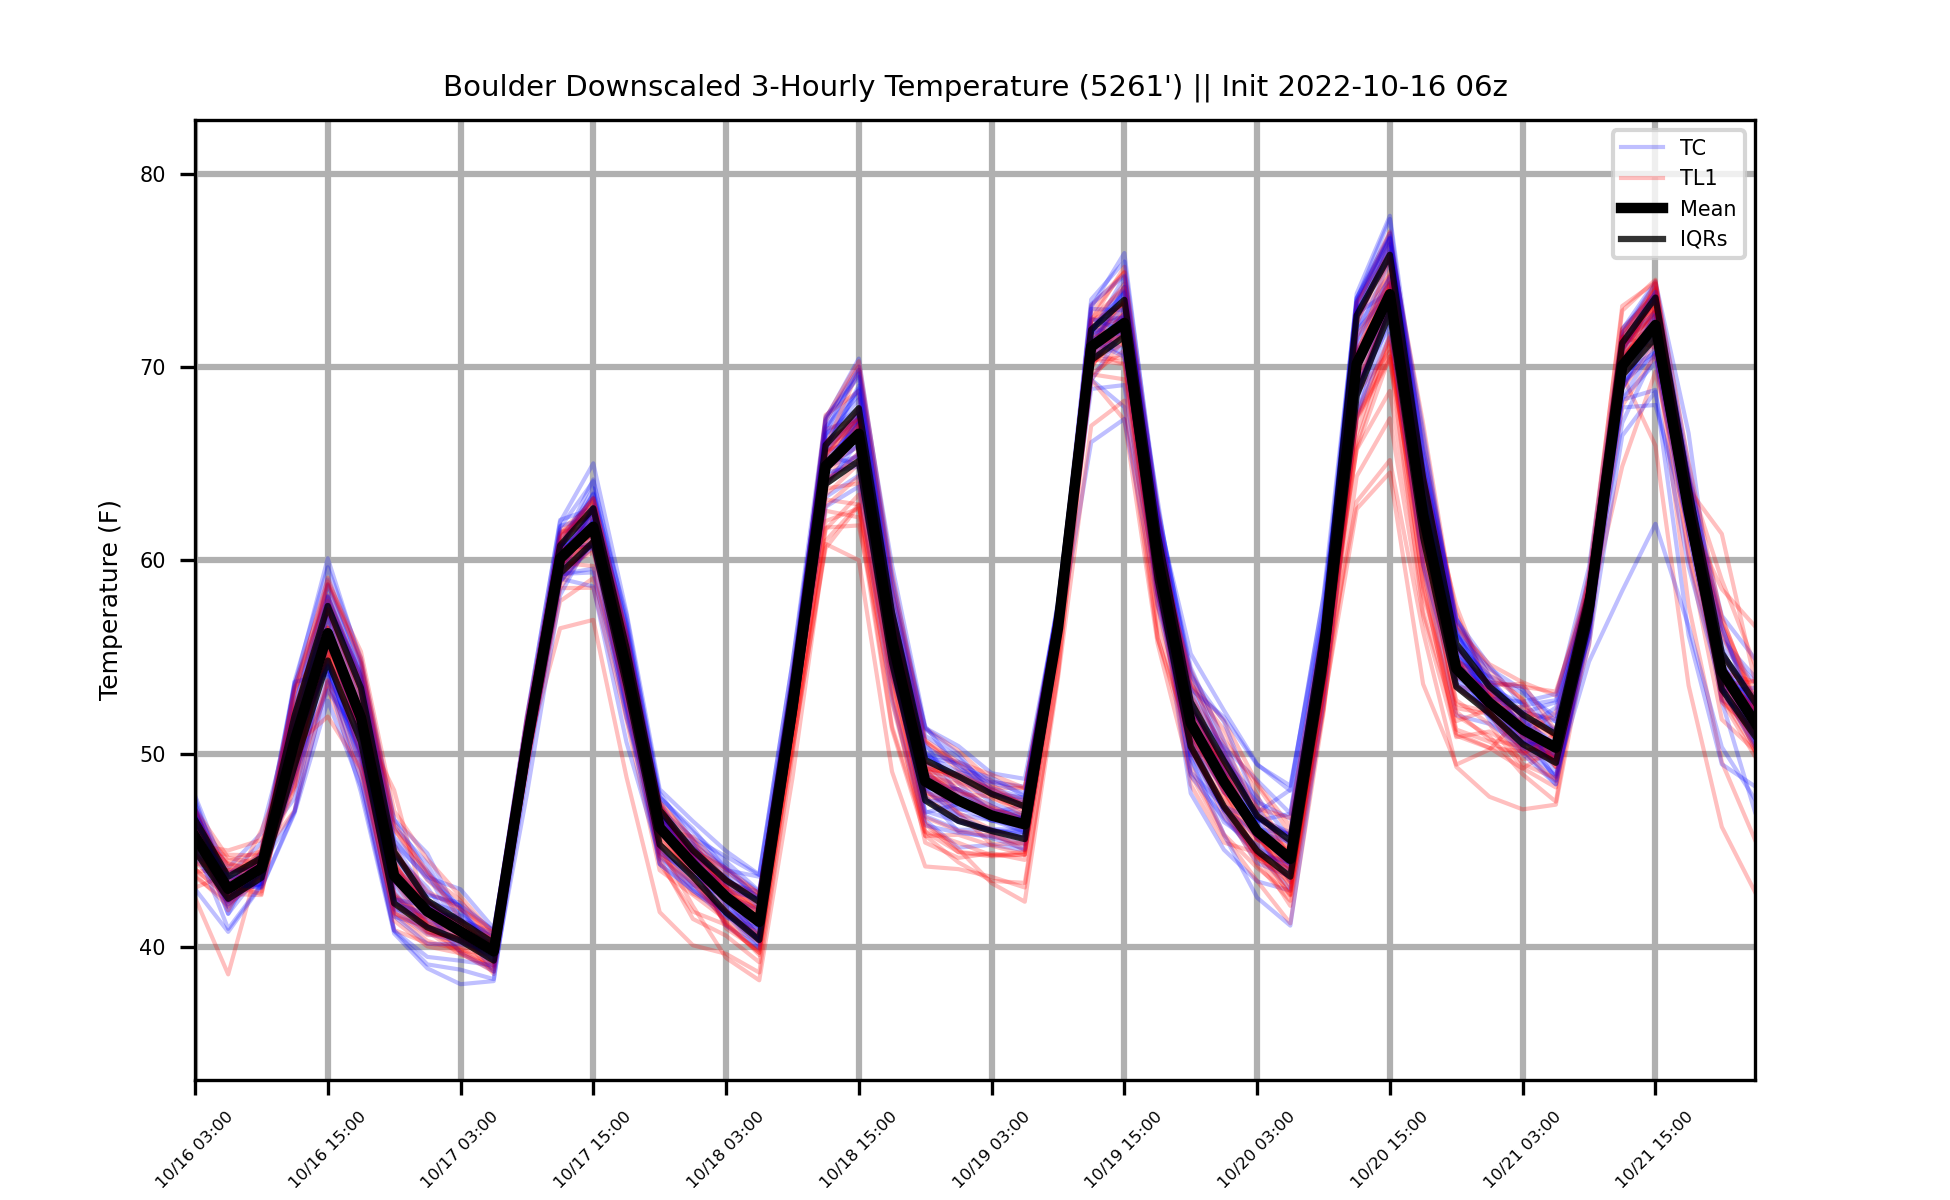 Boulder Downscaled 3-Hourly Temperature (5261') || Init 2022-10-16 06z
TC
TL1
Mean
IQRs
Temperature (F)
80
70
60
50
40
10/16 03:00
10/16 15:00
10/17 03:00
10/17 15:00
10/18 03:00
10/18 15:00
10/19 03:00
10/19 15:00
10/20 03:00
10/20 15:00
10/21 03:00
10/21 15:00